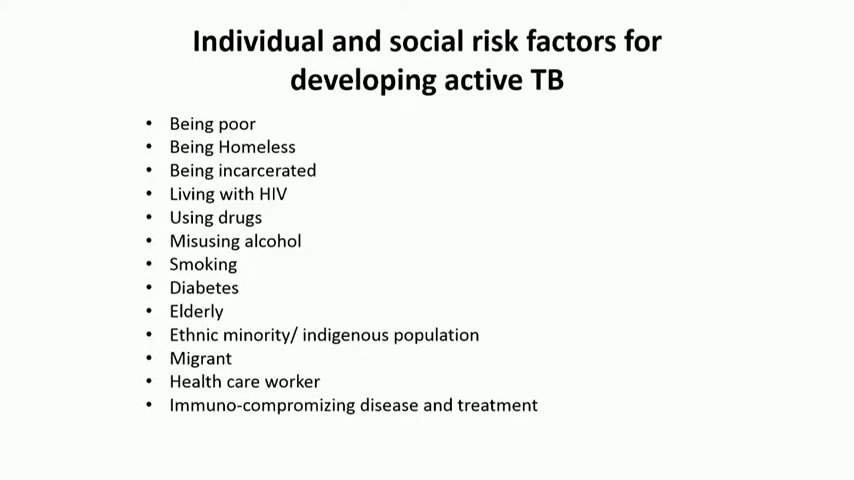 Individual and social risk factors for
developing active TB
• Being poor
• Being Homeless
• Being incarcerated
• Living with HIV
• Using drugs
• Misusing alcohol
• Smoking
• Diabetes
• Elderly
• Ethnic minority/ indigenous population
• Migrant
• Health care worker
• Immuno-compromizing disease and treatment